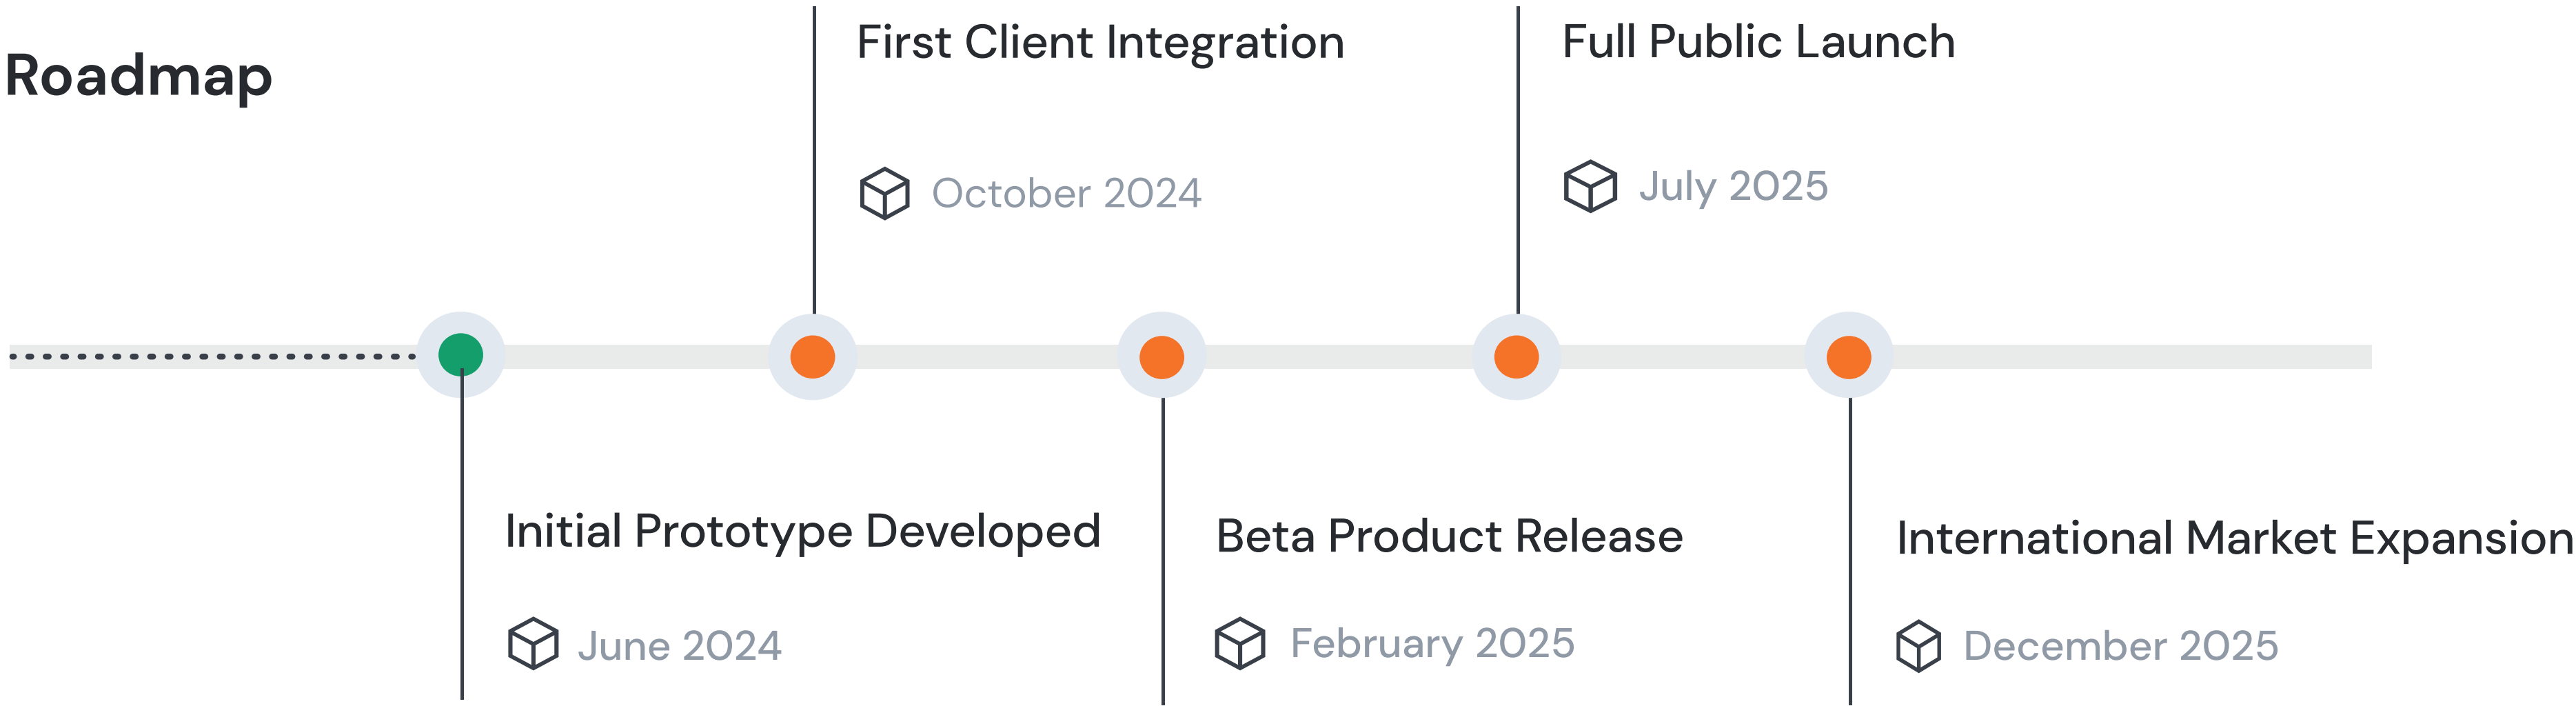 Roadmap
First Client Integration
October 2024
Full Public Launch
July 2025
Initial Prototype Developed
June 2024
Beta Product Release
February 2025
International Market Expansion
December 2025